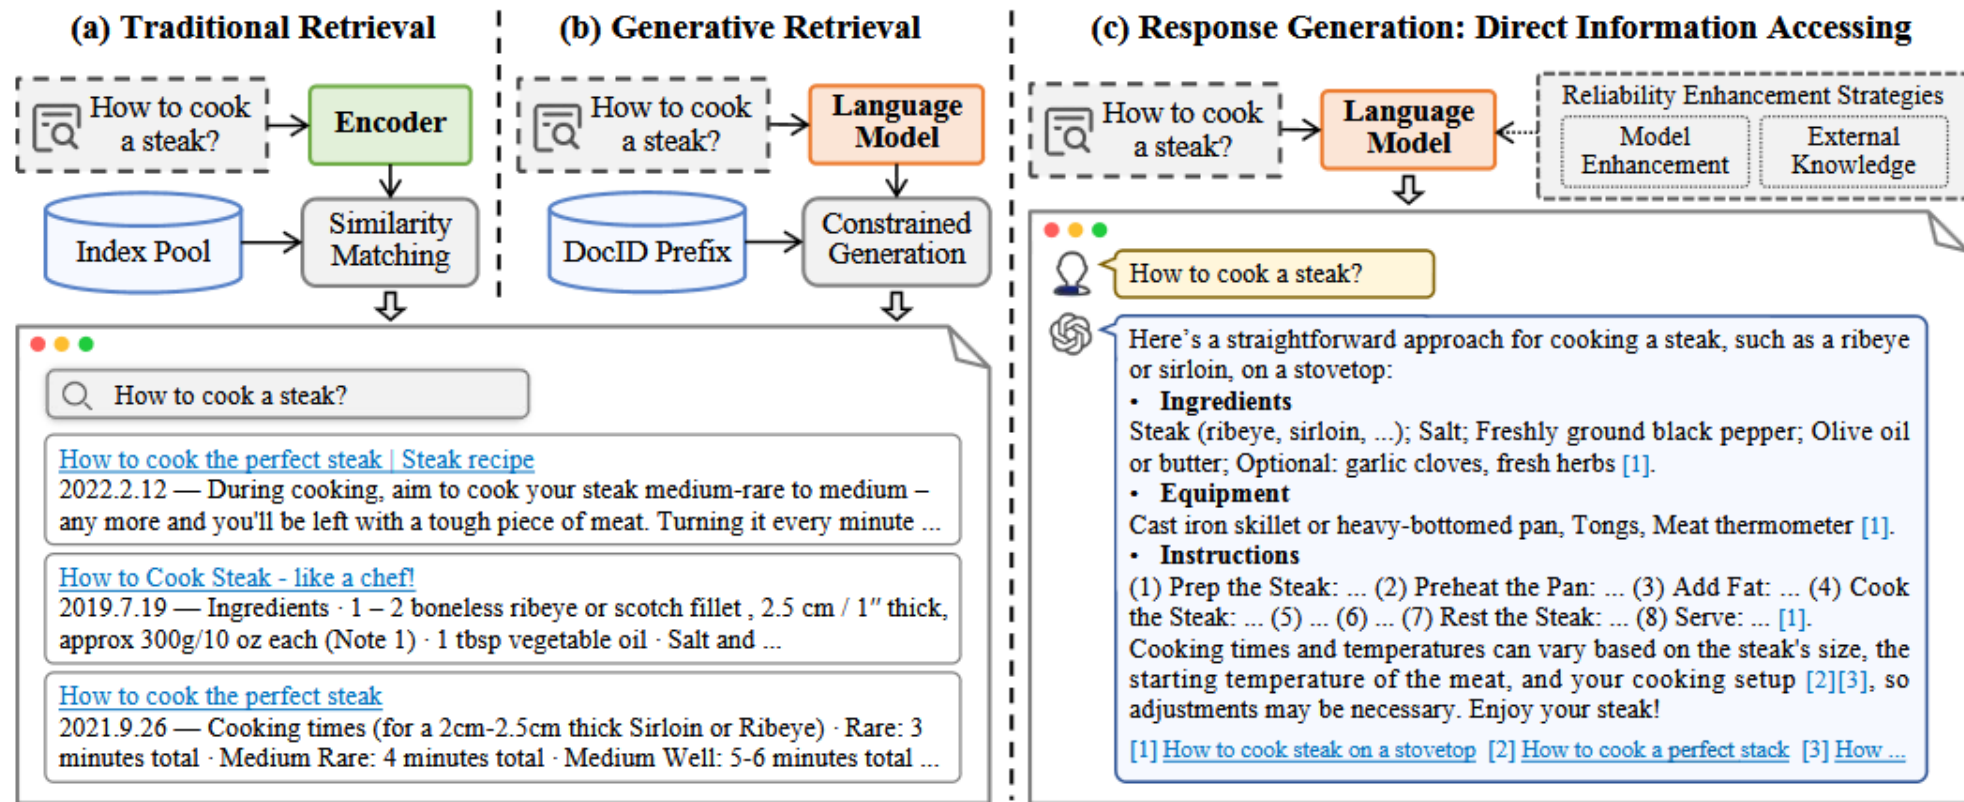 (a) Traditional Retrieval
How to cook
a steak?
Encoder
Index Pool
Similarity
Matching
(b) Generative Retrieval
How to cook
a steak?
Language
Model
DocID Prefix
Constrained
Generation
How to cook a steak?
How to cook the perfect steak | Steak recipe
2022.2.12 — During cooking, aim to cook your steak medium-rare to medium –
any more and you'll be left with a tough piece of meat. Turning it every minute ...
How to Cook Steak - like a chef!
2019.7.19 — Ingredients · 1 – 2 boneless ribeye or scotch fillet , 2.5 cm / 1″ thick,
approx 300g/10 oz each (Note 1) · 1 tbsp vegetable oil · Salt and ...
How to cook the perfect steak
2021.9.26 — Cooking times (for a 2cm-2.5cm thick Sirloin or Ribeye) · Rare: 3
minutes total · Medium Rare: 4 minutes total · Medium Well: 5-6 minutes total ...
(c) Response Generation: Direct Information Accessing
How to cook
a steak?
Language
Model
Reliability Enhancement Strategies
Model
Enhancement
External
Knowledge
How to cook a steak?
Here’s a straightforward approach for cooking a steak, such as a ribeye
or sirloin, on a stovetop:
• Ingredients
Steak (ribeye, sirloin, ...); Salt; Freshly ground black pepper; Olive oil
or butter; Optional: garlic cloves, fresh herbs [1].
• Equipment
Cast iron skillet or heavy-bottomed pan, Tongs, Meat thermometer [1].
• Instructions
(1) Prep the Steak: ... (2) Preheat the Pan: ... (3) Add Fat: ... (4) Cook
the Steak: ... (5) ... (6) ... (7) Rest the Steak: ... (8) Serve: ... [1].
Cooking times and temperatures can vary based on the steak's size, the
starting temperature of the meat, and your cooking setup [2][3], so
adjustments may be necessary. Enjoy your steak!
[1] How to cook steak on a stovetop [2] How to cook a perfect stack [3] How ...